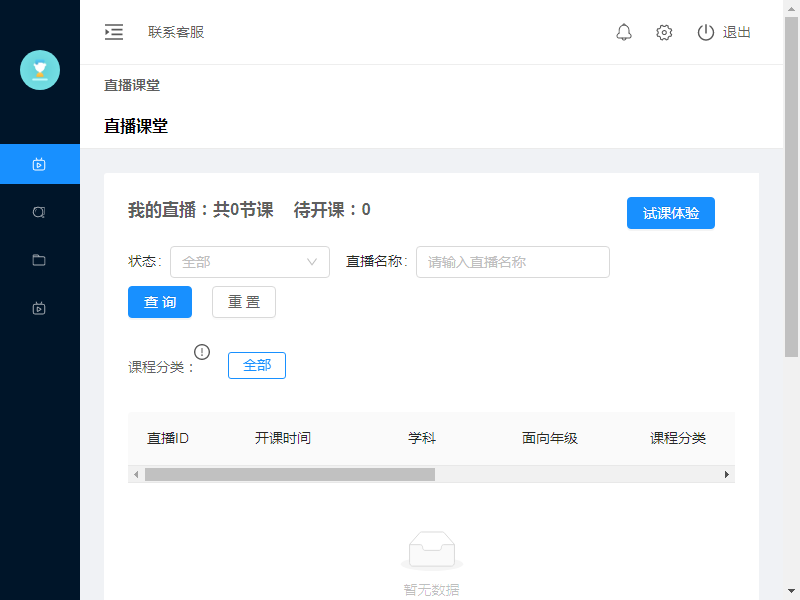 联系客服
退出
直播课堂
直播课堂
我的直播：共0节课 待开课：0
试课体验
状态: 全部 直播名称: 请输入直播名称
查 询 重 置
课程分类： 全部
直播ID 开课时间 学科 面向年级 课程分类
暂无数据